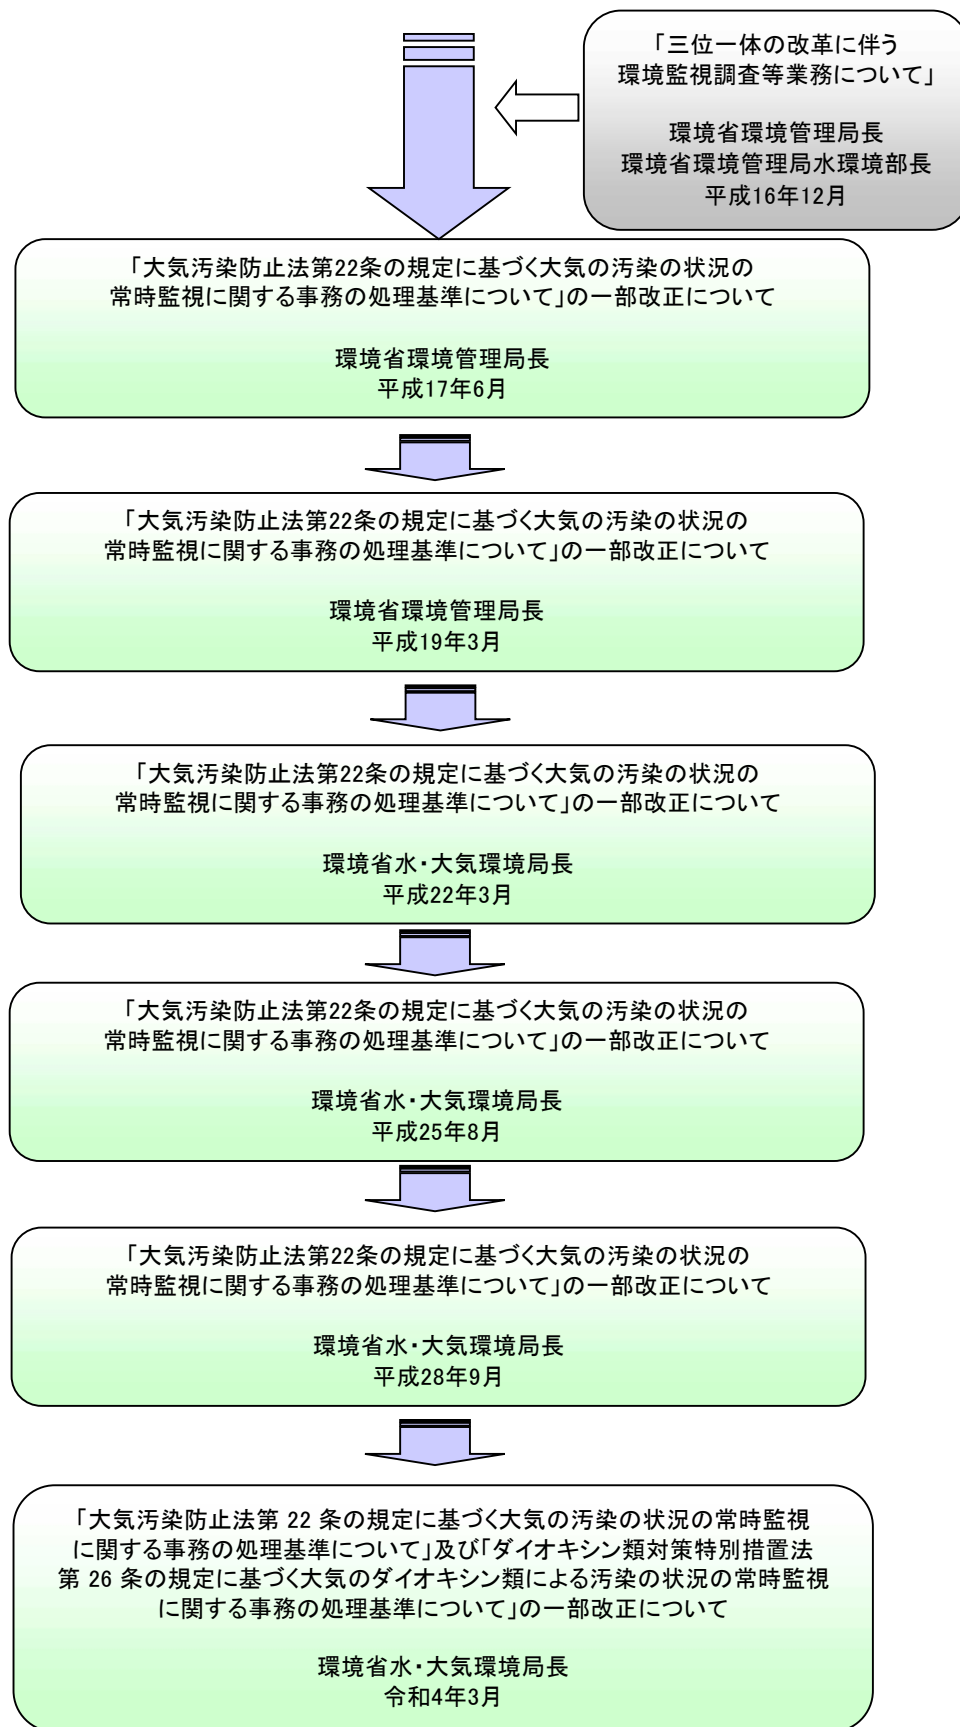 「三位一体の改革に伴う
環境監視調査等業務について」
環境省環境管理局長
環境省環境管理局水環境部長
平成16年12月
「大気汚染防止法第22条の規定に基づく大気の汚染の状況の
常時監視に関する事務の処理基準について」の一部改正について
環境省環境管理局長
平成17年6月
「大気汚染防止法第22条の規定に基づく大気の汚染の状況の
常時監視に関する事務の処理基準について」の一部改正について
環境省環境管理局長
平成19年3月
「大気汚染防止法第22条の規定に基づく大気の汚染の状況の
常時監視に関する事務の処理基準について」の一部改正について
環境省水・大気環境局長
平成22年3月
「大気汚染防止法第22条の規定に基づく大気の汚染の状況の
常時監視に関する事務の処理基準について」の一部改正について
環境省水・大気環境局長
平成25年8月
「大気汚染防止法第22条の規定に基づく大気の汚染の状況の
常時監視に関する事務の処理基準について」の一部改正について
環境省水・大気環境局長
平成28年9月
「大気汚染防止法第 22 条の規定に基づく大気の汚染の状況の常時監視
に関する事務の処理基準について」及び「ダイオキシン類対策特別措置法
第 26 条の規定に基づく大気のダイオキシン類による汚染の状況の常時監視
に関する事務の処理基準について」の一部改正について
環境省水・大気環境局長
令和4年3月